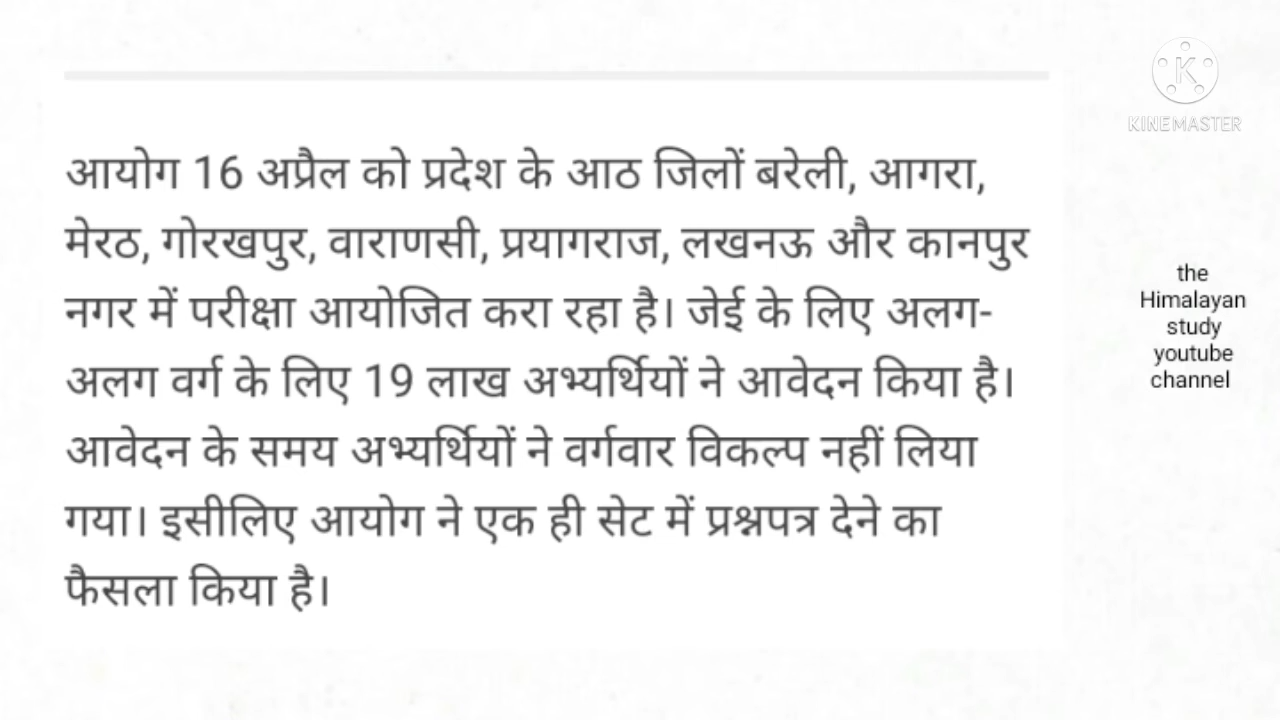 आयोग 16 अप्रैल को प्रदेश के आठ जिलों बरेली, आगरा,
मेरठ, गोरखपुर, वाराणसी, प्रयागराज, लखनऊ और कानपुर
नगर में परीक्षा आयोजित करा रहा है। जेई के लिए अलग-
अलग वर्ग के लिए 19 लाख अभ्यर्थियों ने आवेदन किया है।
आवेदन के समय अभ्यर्थियों ने वर्गवार विकल्प नहीं लिया
गया। इसीलिए आयोग ने एक ही सेट में प्रश्नपत्र देने का
फैसला किया है।
K
KINEMASTER
the
Himalayan
study
youtube
channel